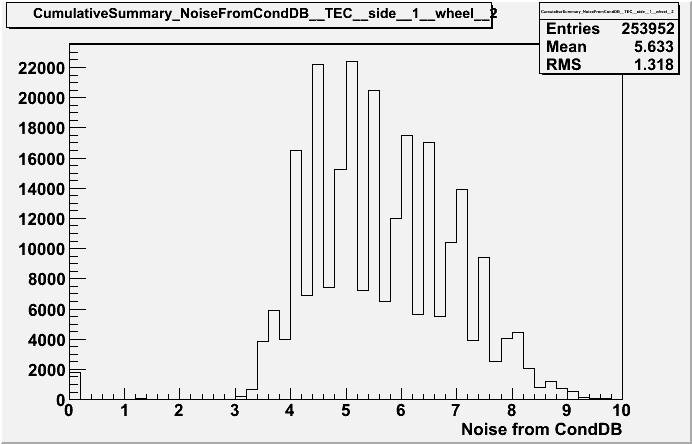 CumulativeSummary_NoiseFromCondDB__TEC__side__1__wheel__2
CumulativeSummary_NoiseFromCondDB__TEC__side__1__wheel__2
Entries 253952
Mean 5.633
RMS 1.318
22000
20000
18000
16000
14000
12000
10000
8000
6000
4000
2000
0
0 1 2 3 4 5 6 7 8 9 10
Noise from CondDB